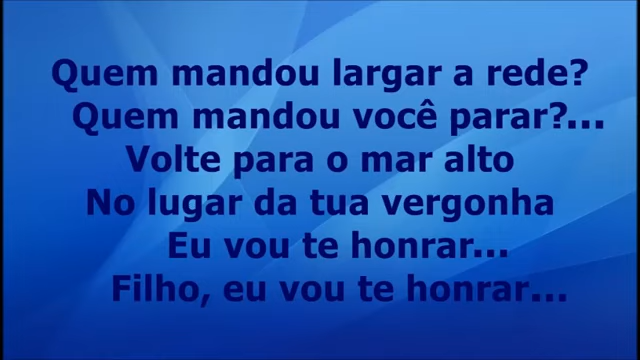 Quem mandou largar a rede?
Quem mandou você parar?...
Volte para o mar alto
No lugar da tua vergonha
Eu vou te honrar...
Filho, eu vou te honrar...